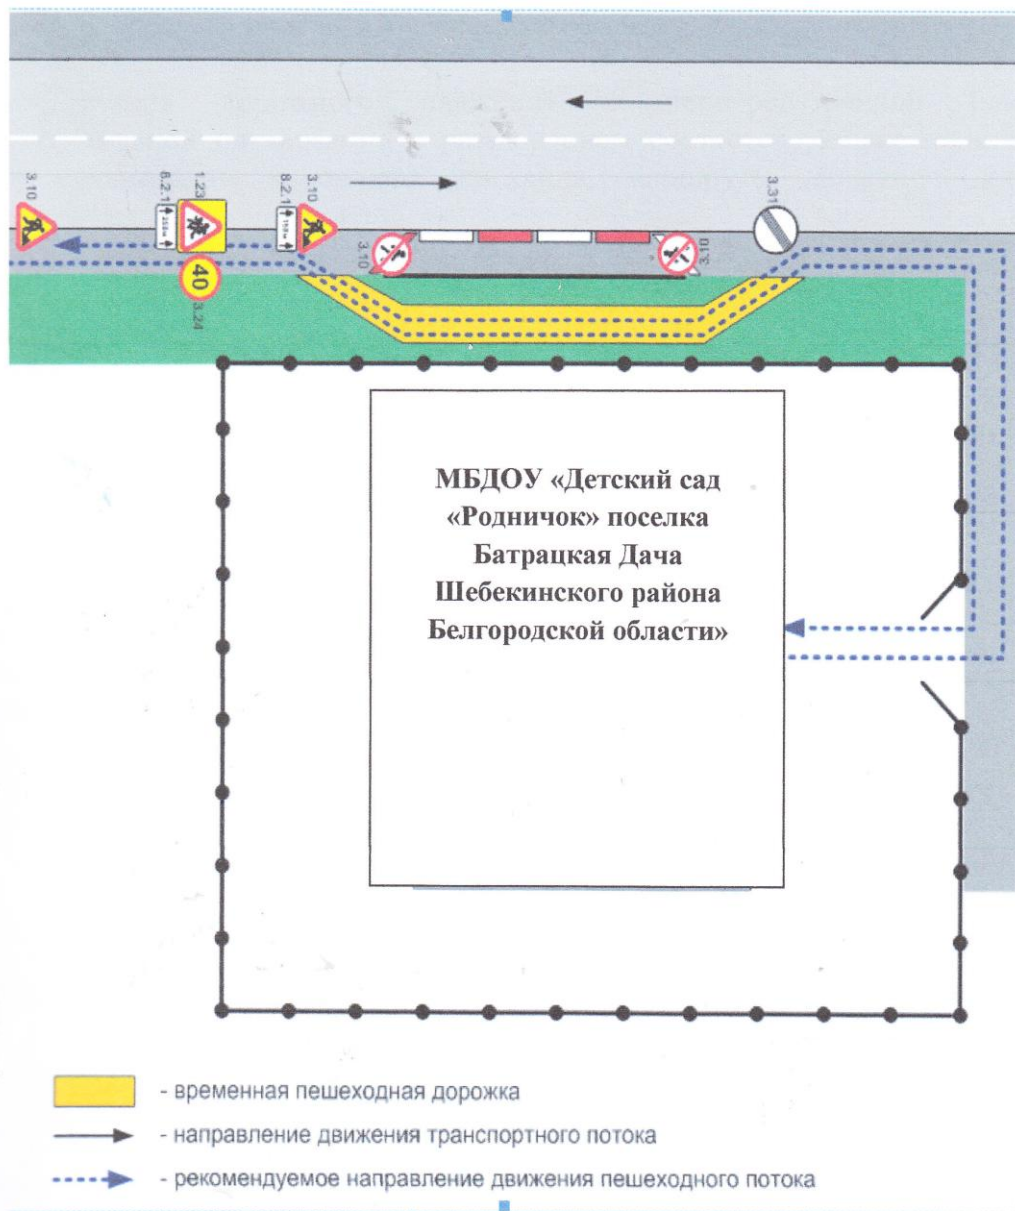 3.10
8.2.1
1.23
8.2.1
3.10
3.31
3.10
3.10
250 м
150 м
40
3.24
МБДОУ «Детский сад
«Родничок» поселка
Батрацкая Дача
Шебекинского района
Белгородской области»
- временная пешеходная дорожка
- направление движения транспортного потока
- рекомендуемое направление движения пешеходного потока